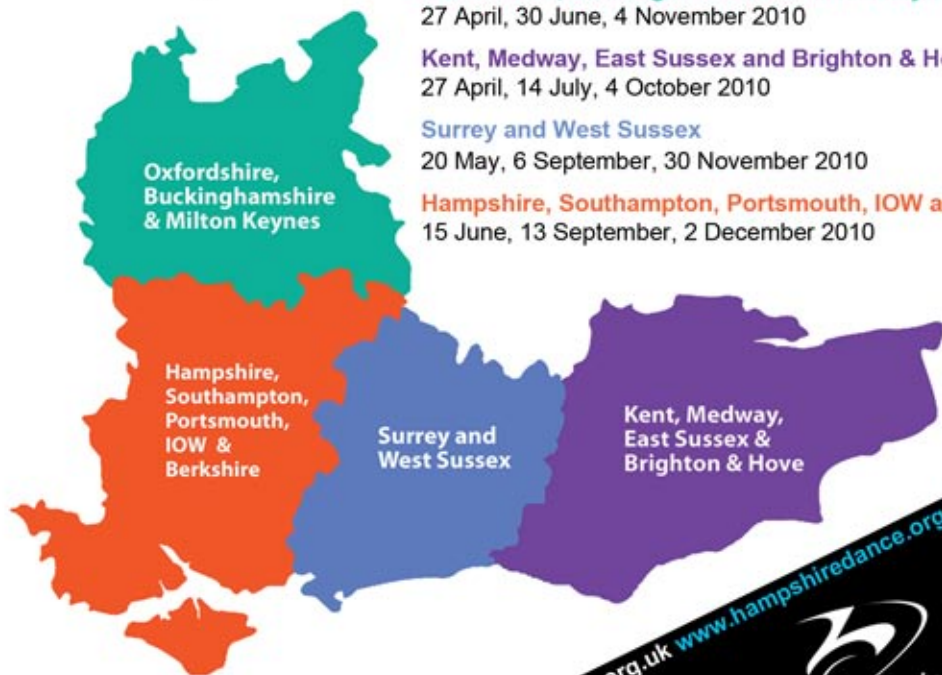 27 April, 30 June, 4 November 2010
Kent, Medway, East Sussex and Brighton &
27 April, 14 July, 4 October 2010
Surrey and West Sussex
20 May, 6 September, 30 November 2010
Hampshire, Southampton, Portsmouth, IOW
15 June, 13 September, 2 December 2010
Oxfordshire,
Buckinghamshire
& Milton Keynes
Hampshire,
Southampton,
Portsmouth,
IOW &
Berkshire
Surrey and
West Sussex
Kent, Medway,
East Sussex &
Brighton & Hove
org.uk www.hampshiredance.org